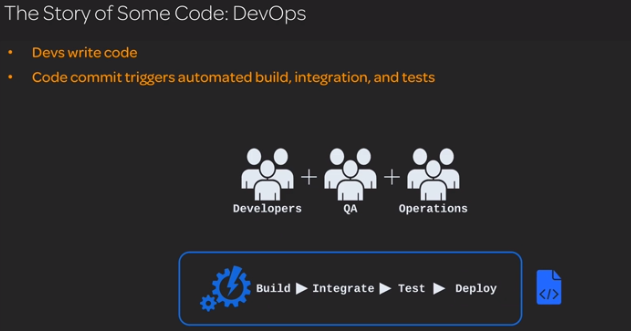 The Story of Some Code: DevOps
• Devs write code
• Code commit triggers automated build, integration, and tests
Developers + QA + Operations
Build ▶ Integrate ▶ Test ▶ Deploy
</>